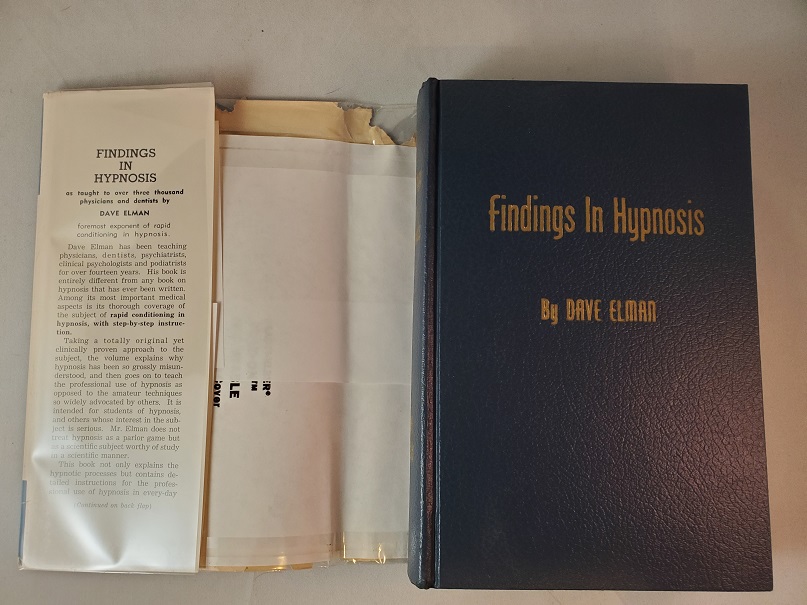 FINDINGS
IN
HYPNOSIS
as taught to over three thousand
physicians and dentists by
DAVE ELMAN
foremost exponent of rapid
conditioning in hypnosis.
Dave Elman has been teaching
physicians, dentists, psychiatrists,
clinical psychologists and podiatrists
for over fourteen years. His book is
entirely different from any book on
hypnosis that has ever been written.
Among its most important medical
aspects is its thorough coverage of
the subject of rapid conditioning in
hypnosis, with step-by-step instruc-
tion.
Taking a totally original yet
clinically proven approach to the
subject, the volume explains why
hypnosis has been so grossly misun-
derstood, and then goes on to teach
the professional use of hypnosis as
opposed to the amateur techniques
so widely advocated by others. It is
intended for students of hypnosis,
and others whose interest in the sub-
ject is serious. Mr. Elman does not
treat hypnosis as a parlor game but
as a scientific subject worthy of study
in a scientific manner.
This book not only explains the
hypnotic processes but contains de-
tailed instructions for the profes-
sional use of hypnosis in every-day
(Continued on back flap)
Findings In Hypnosis
By DAVE ELMAN